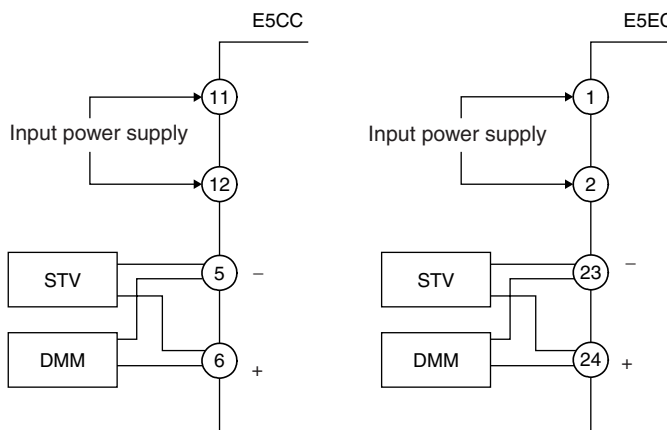 E5CC
11
Input power supply
12
STV
5
−
DMM
6
+
E5EC
1
Input power supply
2
STV
23
−
DMM
24
+